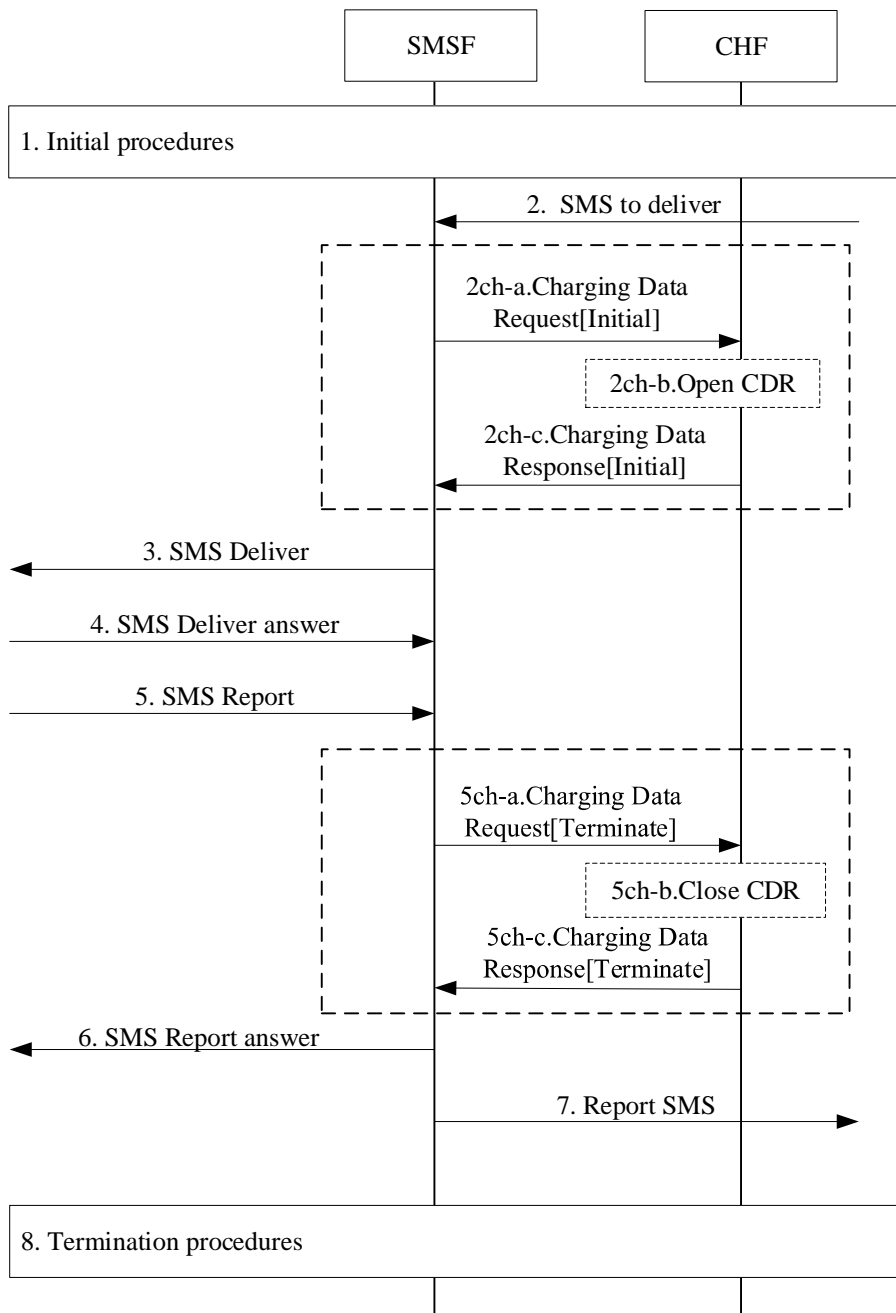 SMSF
CHF
1. Initial procedures
2.  SMS to deliver
2ch-a.Charging Data
Request[Initial]
2ch-b.Open CDR
2ch-c.Charging Data
Response[Initial]
3. SMS Deliver
4. SMS Deliver answer
5. SMS Report
5ch-a.Charging Data
Request[Terminate]
5ch-b.Close CDR
5ch-c.Charging Data
Response[Terminate]
6. SMS Report answer
7. Report SMS
8. Termination procedures